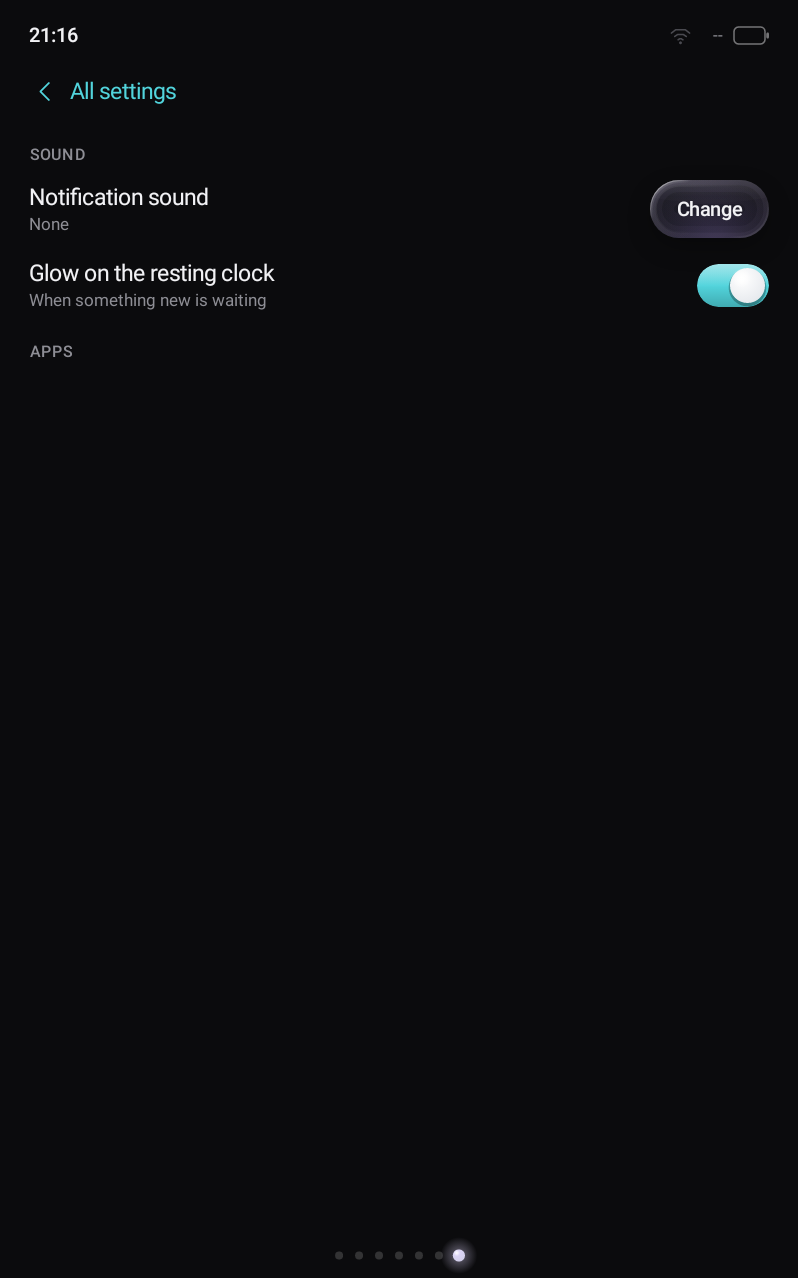 21:16
--
All settings
SOUND
Notification sound
None
Change
Glow on the resting clock
When something new is waiting
APPS